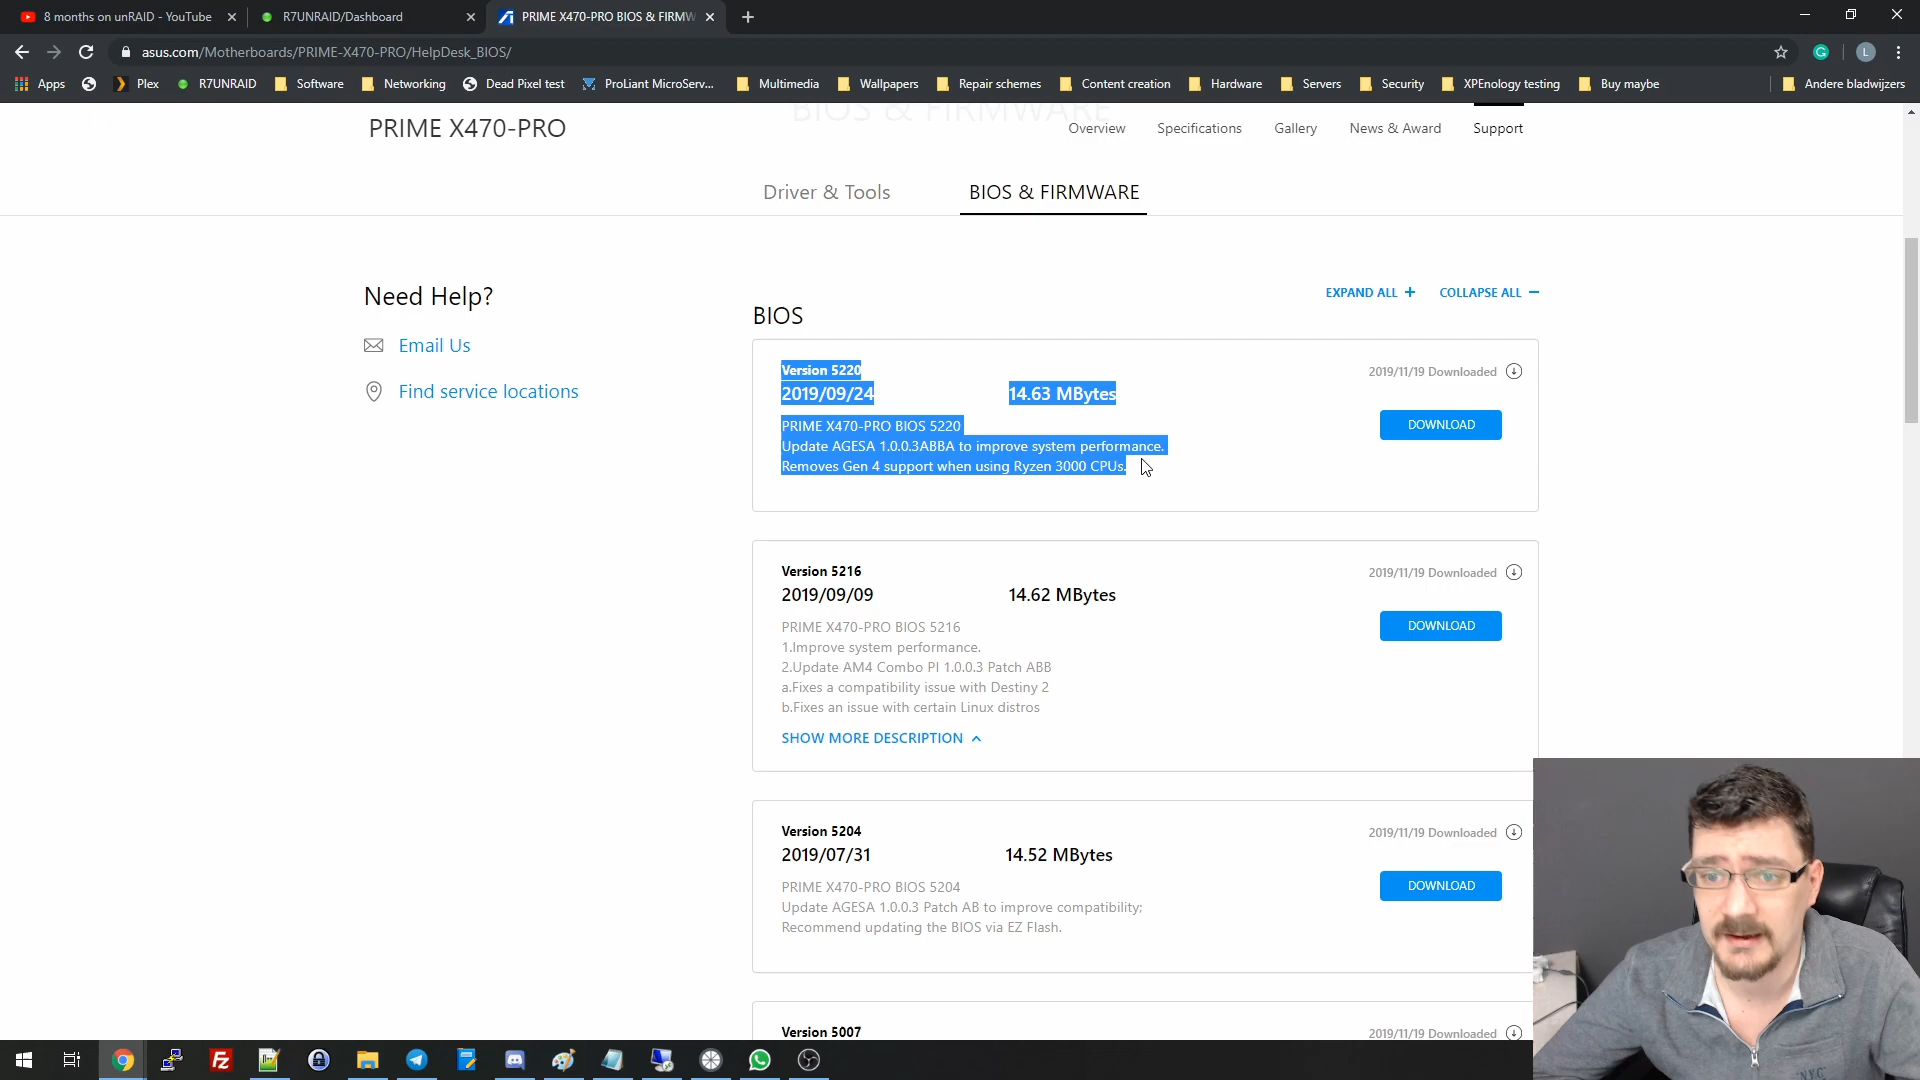 8 months on unRAID - YouTube
R7UNRAID/Dashboard
PRIME X470-PRO BIOS & FIRMW
asus.com/Motherboards/PRIME-X470-PRO/HelpDesk_BIOS/
G
L
Apps
Plex
R7UNRAID
Software
Networking
Dead Pixel test
ProLiant MicroServ...
Multimedia
Wallpapers
Repair schemes
Content creation
Hardware
Servers
Security
XPEnology testing
Buy maybe
Andere bladwijzers
BIOS & FIRMWARE
PRIME X470-PRO
Overview
Specifications
Gallery
News & Award
Support
Driver & Tools
BIOS & FIRMWARE
Need Help?
Email Us
Find service locations
EXPAND ALL +
COLLAPSE ALL −
BIOS
Version 5220
2019/09/24 14.63 MBytes
PRIME X470-PRO BIOS 5220
Update AGESA 1.0.0.3ABBA to improve system performance.
Removes Gen 4 support when using Ryzen 3000 CPUs.
2019/11/19 Downloaded
DOWNLOAD
Version 5216
2019/09/09 14.62 MBytes
PRIME X470-PRO BIOS 5216
1.Improve system performance.
2.Update AM4 Combo PI 1.0.0.3 Patch ABB
a.Fixes a compatibility issue with Destiny 2
b.Fixes an issue with certain Linux distros
SHOW MORE DESCRIPTION
2019/11/19 Downloaded
DOWNLOAD
Version 5204
2019/07/31 14.52 MBytes
PRIME X470-PRO BIOS 5204
Update AGESA 1.0.0.3 Patch AB to improve compatibility;
Recommend updating the BIOS via EZ Flash.
2019/11/19 Downloaded
DOWNLOAD
Version 5007
2019/11/19 Downloaded
Fz